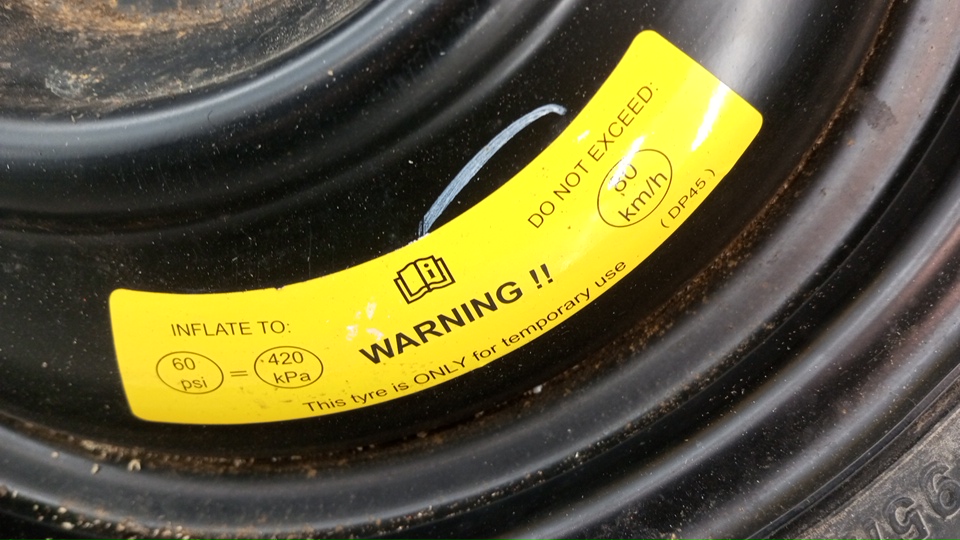 INFLATE TO:
60 psi = 420 kPa
WARNING !!
This tyre is ONLY for temporary use
DO NOT EXCEED:
km/h
( DP45 )